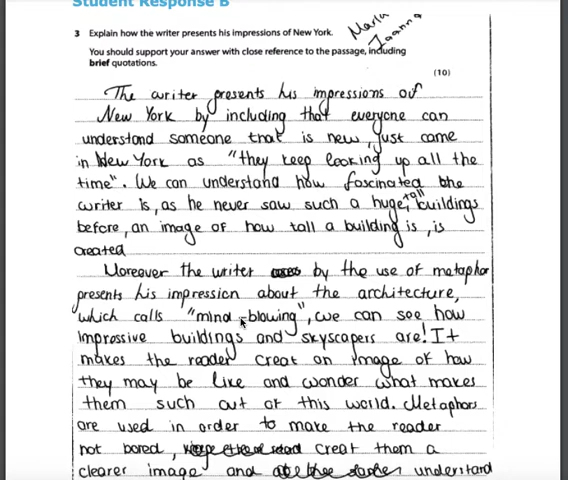 Student Response B
3 Explain how the writer presents his impressions of New York.
Maria
Ioanna
You should support your answer with close reference to the passage, including
brief quotations.
(10)
The writer presents his impressions of
New York by including that everyone can
understand someone that is new, just came
in New York as "they keep looking up all the
time". We can understand how fascinated the
writer is, as he never saw such a huge, tall buildings
before, an image of how tall a building is, is
created
Moreover the writer by the use of metaphor
presents his impression about the architecture,
which calls "mind-blowing", we can see how
impressive buildings and skyscapers are! It
makes the reader creat an image of how
they may be like and wonder what makes
them such out of this world. Metaphors
are used in order to make the reader
not bored, creat them a
clearer image and understand